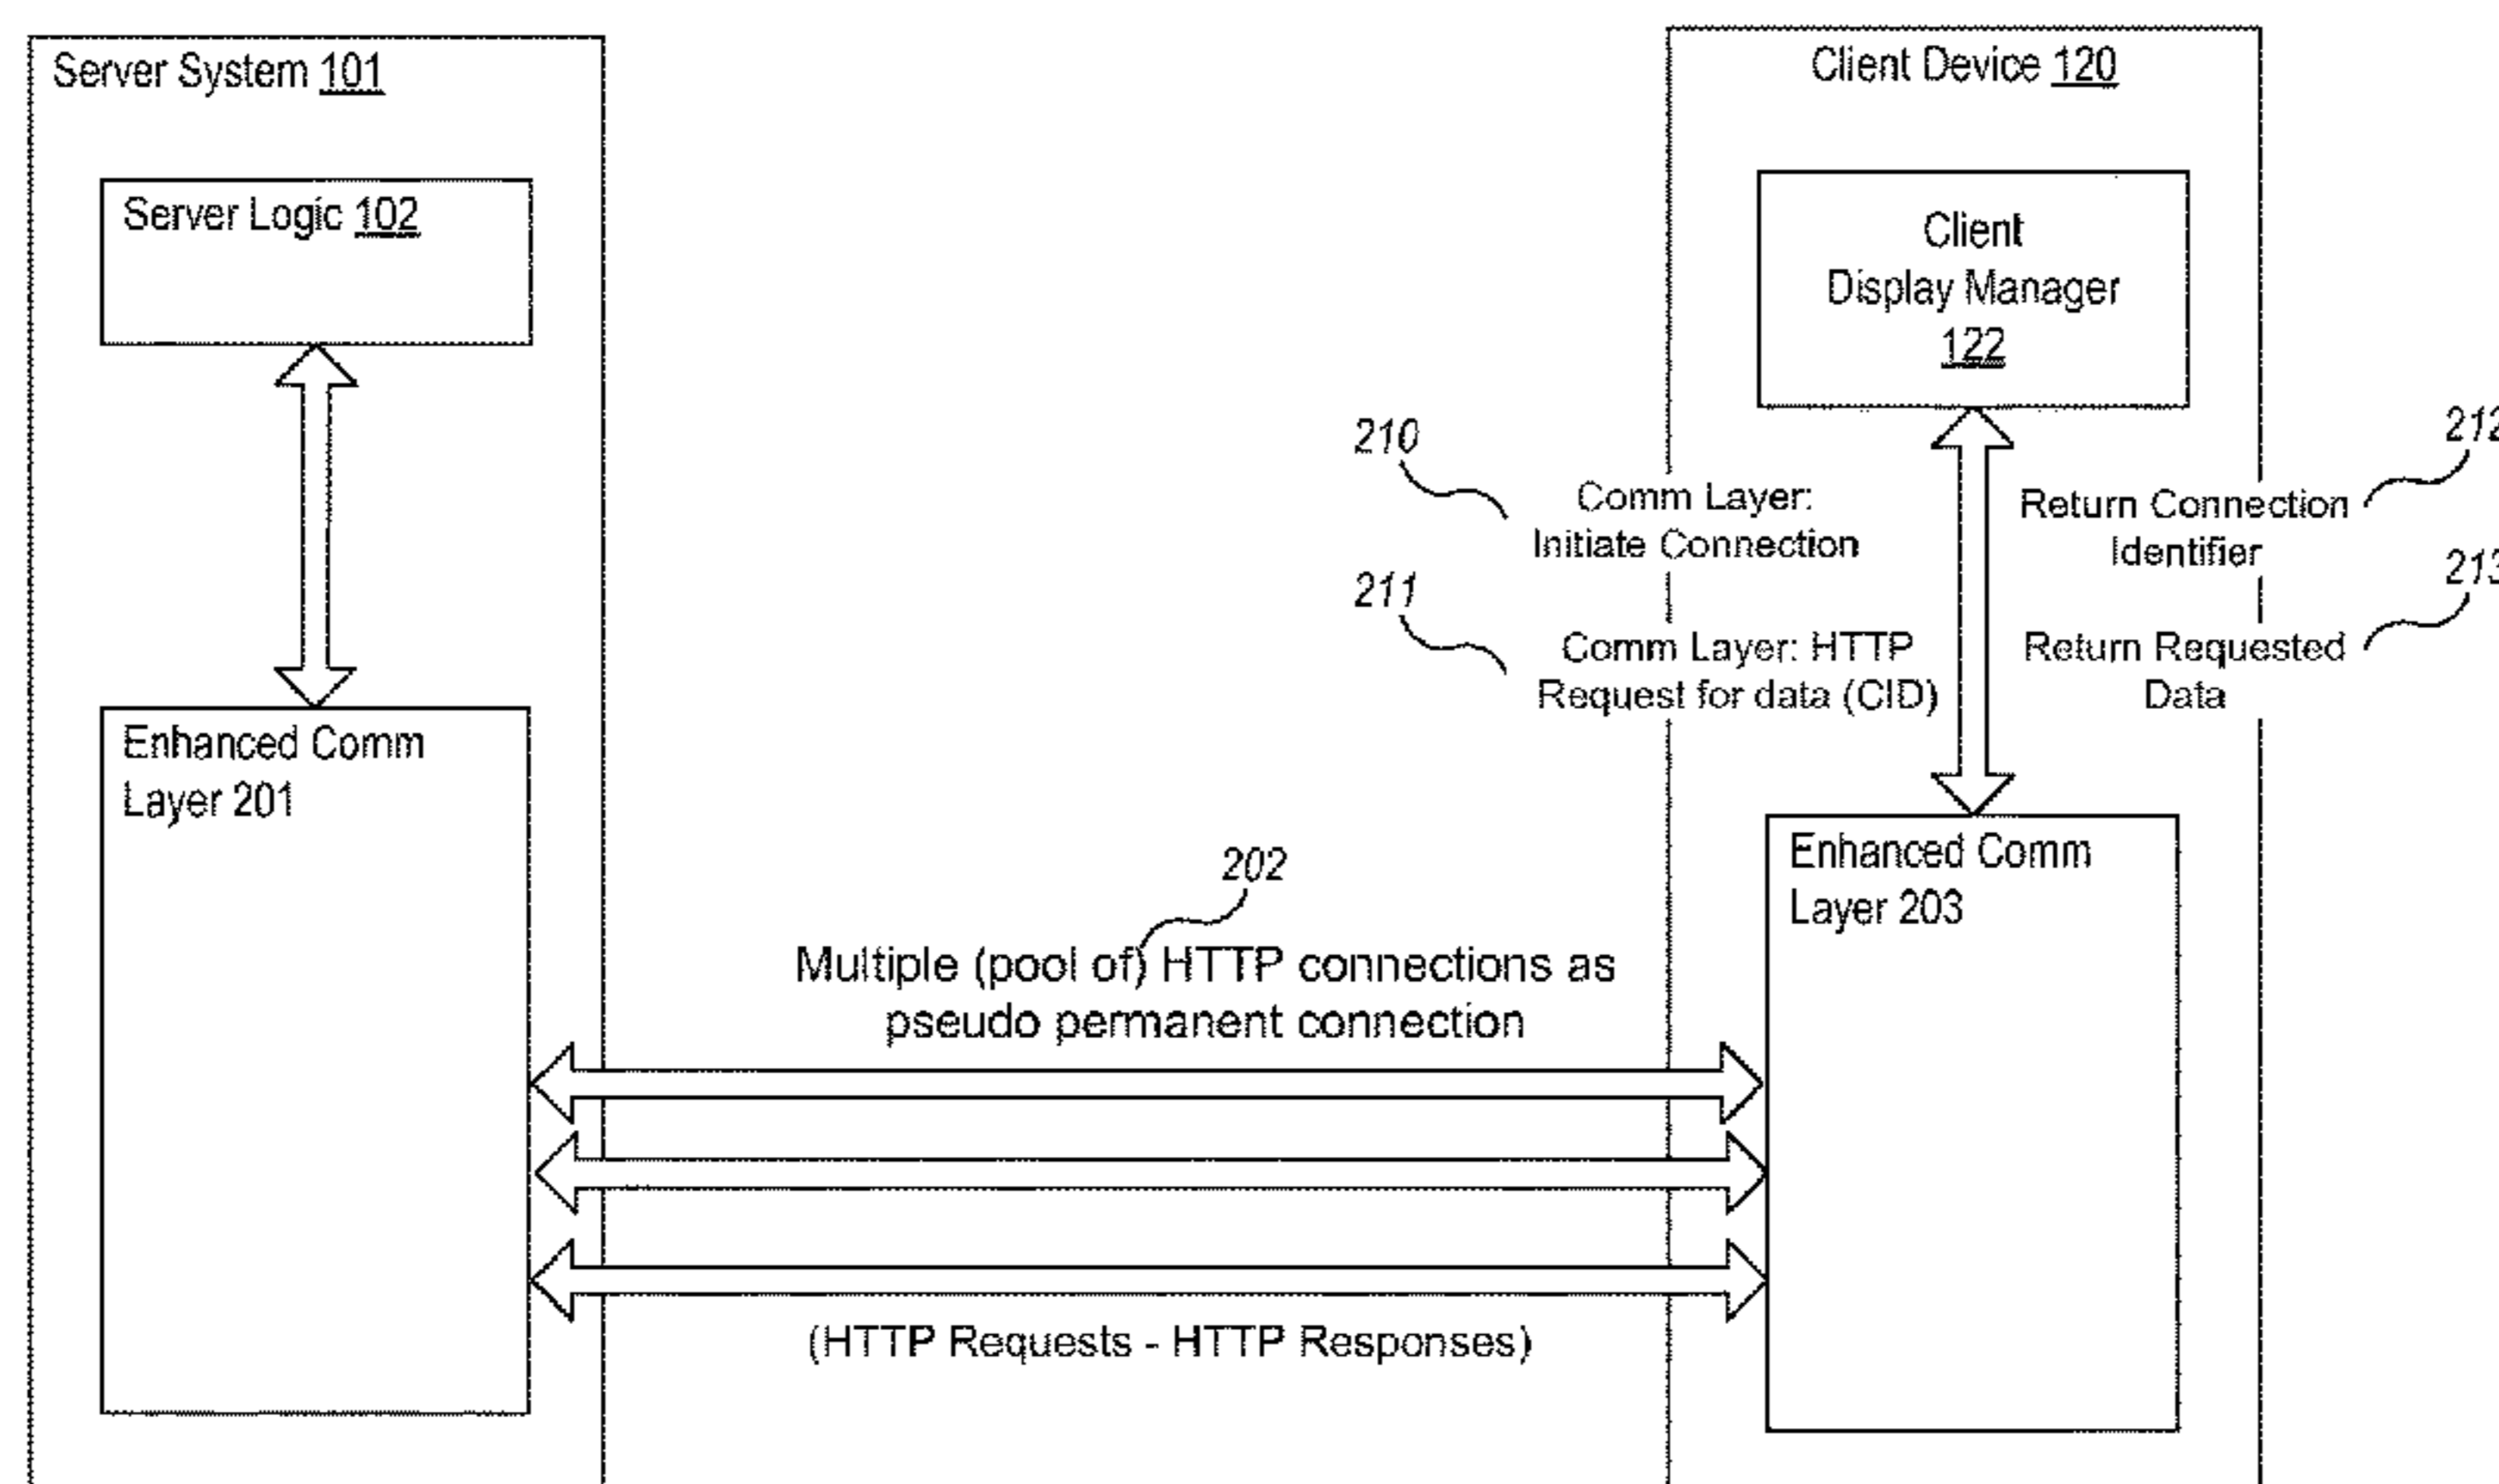 Server System 101
Server Logic 102
Enhanced Comm
Layer 201
Client Device 120
Client
Display Manager
122
210
Comm Layer:
Initiate Connection
211
Comm Layer: HTTP
Request for data (CID)
212
Return Connection
Identifier
213
Return Requested
Data
Enhanced Comm
Layer 203
202
Multiple (pool of) HTTP connections as
pseudo permanent connection
(HTTP Requests - HTTP Responses)